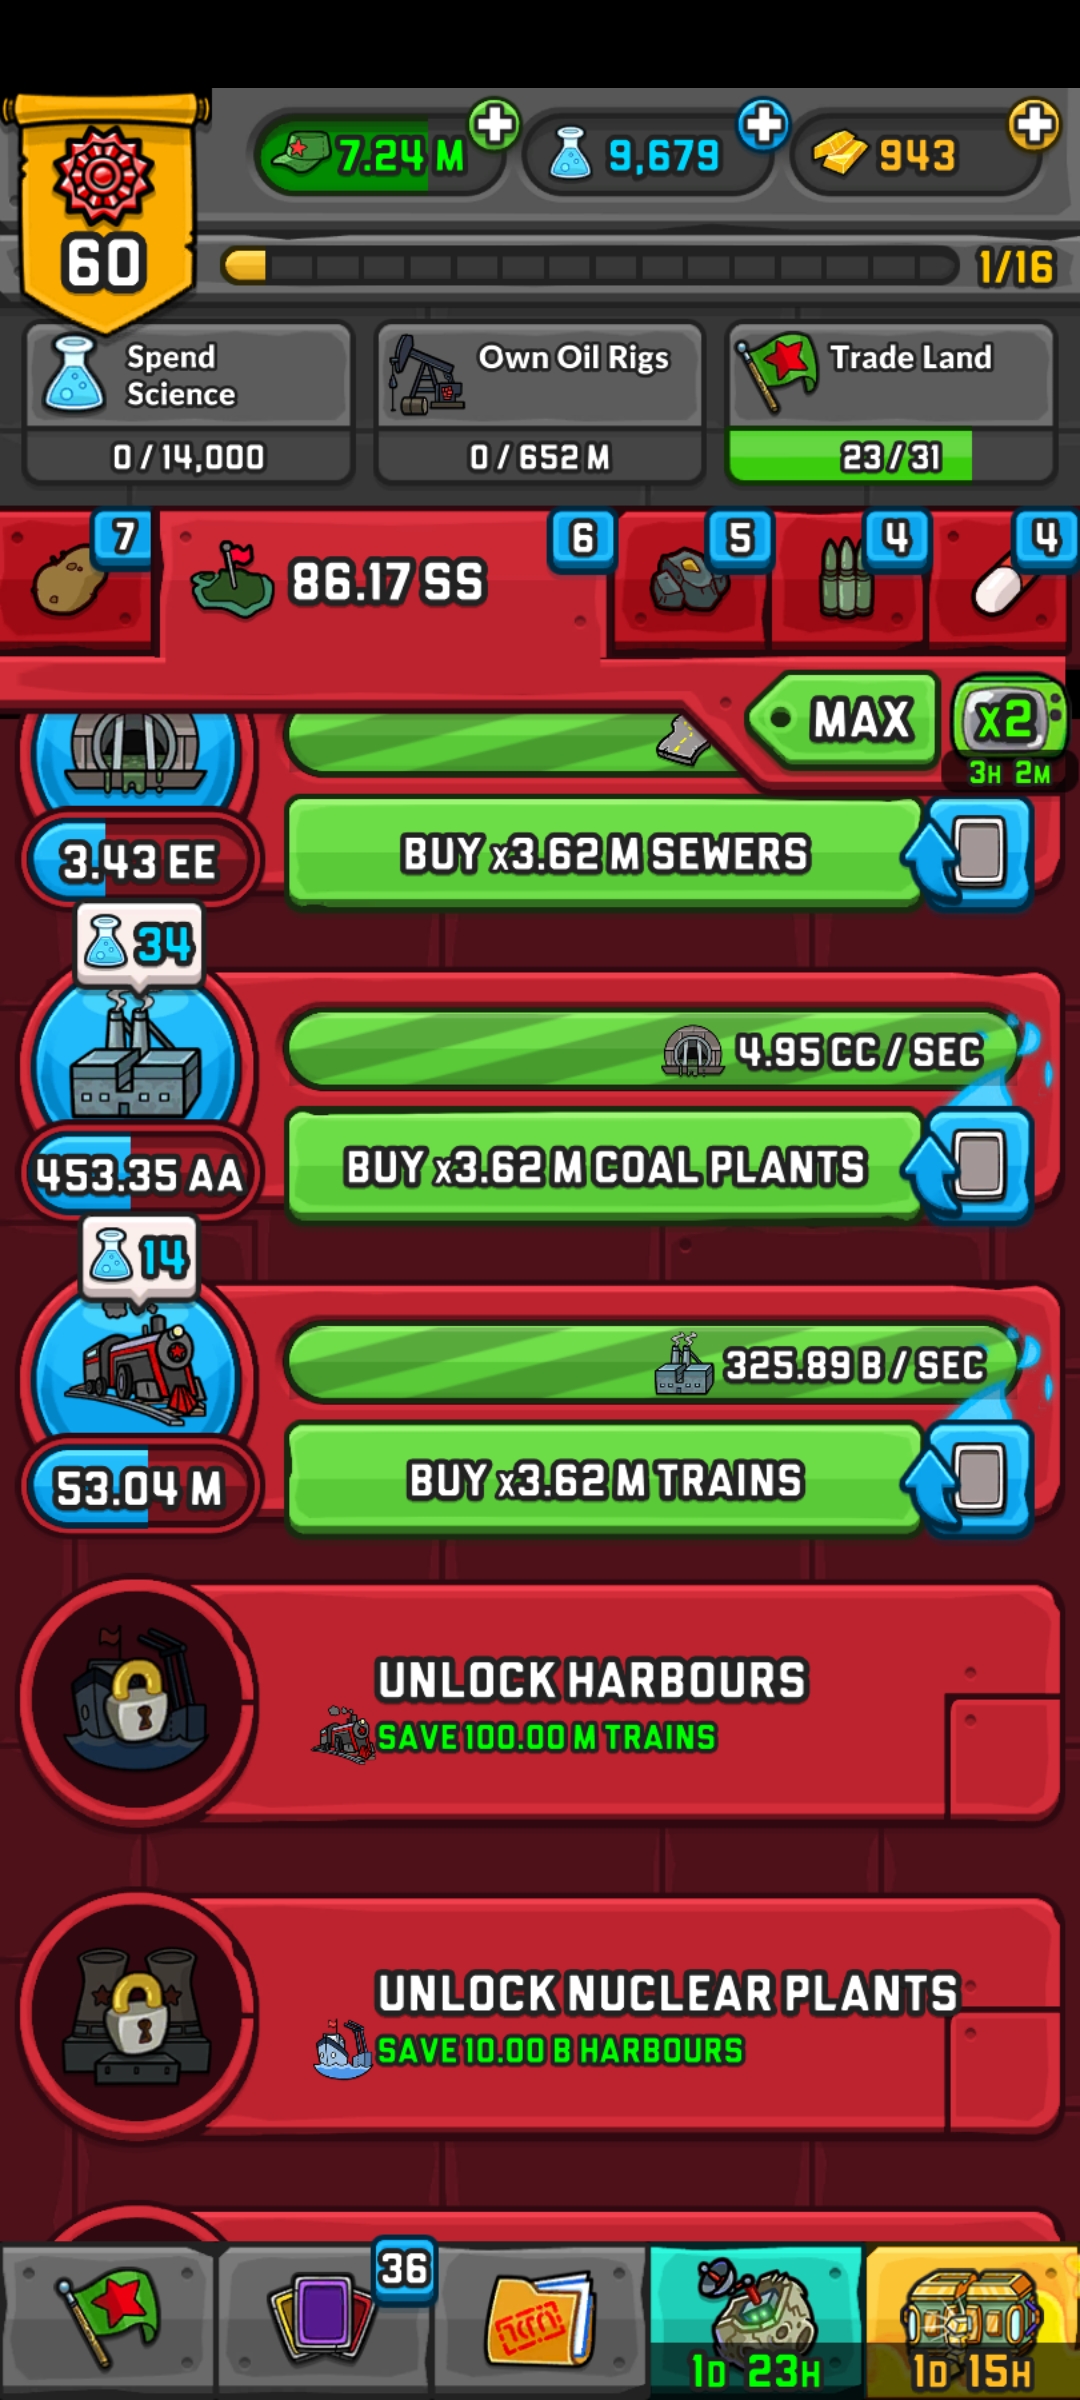 7.24 M
9,679
943
60
1/16
Spend
Science
0/14,000
Own Oil Rigs
0/652 M
Trade Land
23/31
7
86.17 SS
6
5
4
4
MAX
x2
3H 2M
3.43 EE
BUY x3.62 M SEWERS
34
4.95 CC / SEC
453.35 AA
BUY x3.62 M COAL PLANTS
14
325.89 B / SEC
53.04 M
BUY x3.62 M TRAINS
UNLOCK HARBOURS
SAVE 100.00 M TRAINS
UNLOCK NUCLEAR PLANTS
SAVE 10.00 B HARBOURS
36
1D 23H
1D 15H